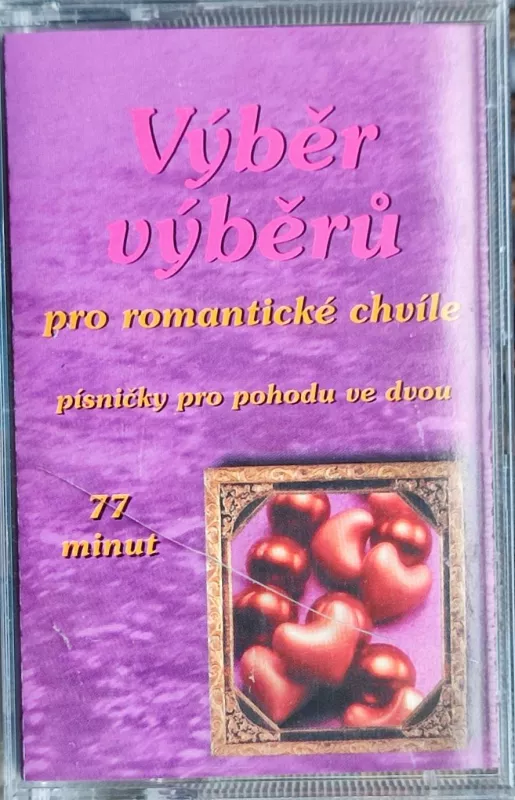 Výběr
výběrů
pro romantické chvíle
písničky pro pohodu ve dvou
77
minut